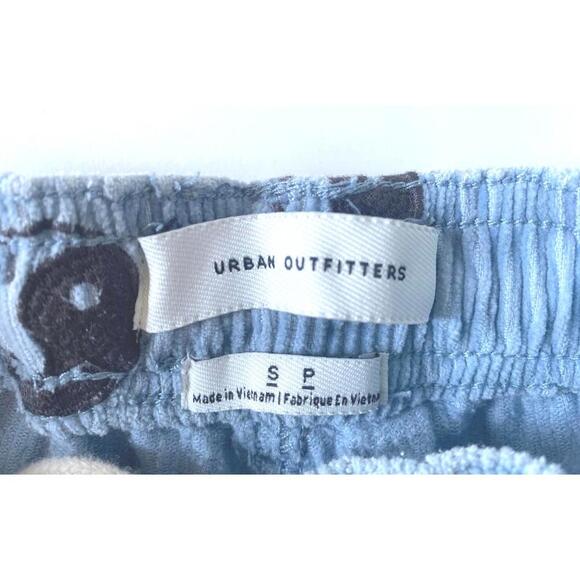 URBAN OUTFITTERS
S P
Made in Vietnam | Fabrique En